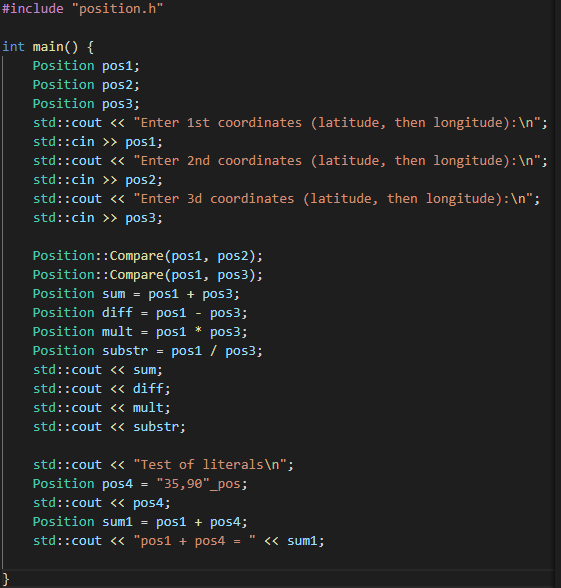 #include "position.h"
int main() {
Position pos1;
Position pos2;
Position pos3;
std::cout << "Enter 1st coordinates (latitude, then longitude):\n";
std::cin >> pos1;
std::cout << "Enter 2nd coordinates (latitude, then longitude):\n";
std::cin >> pos2;
std::cout << "Enter 3d coordinates (latitude, then longitude):\n";
std::cin >> pos3;
Position::Compare(pos1, pos2);
Position::Compare(pos1, pos3);
Position sum = pos1 + pos3;
Position diff = pos1 - pos3;
Position mult = pos1 * pos3;
Position substr = pos1 / pos3;
std::cout << sum;
std::cout << diff;
std::cout << mult;
std::cout << substr;
std::cout << "Test of literals\n";
Position pos4 = "35,90"_pos;
std::cout << pos4;
Position sum1 = pos1 + pos4;
std::cout << "pos1 + pos4 = " << sum1;
}